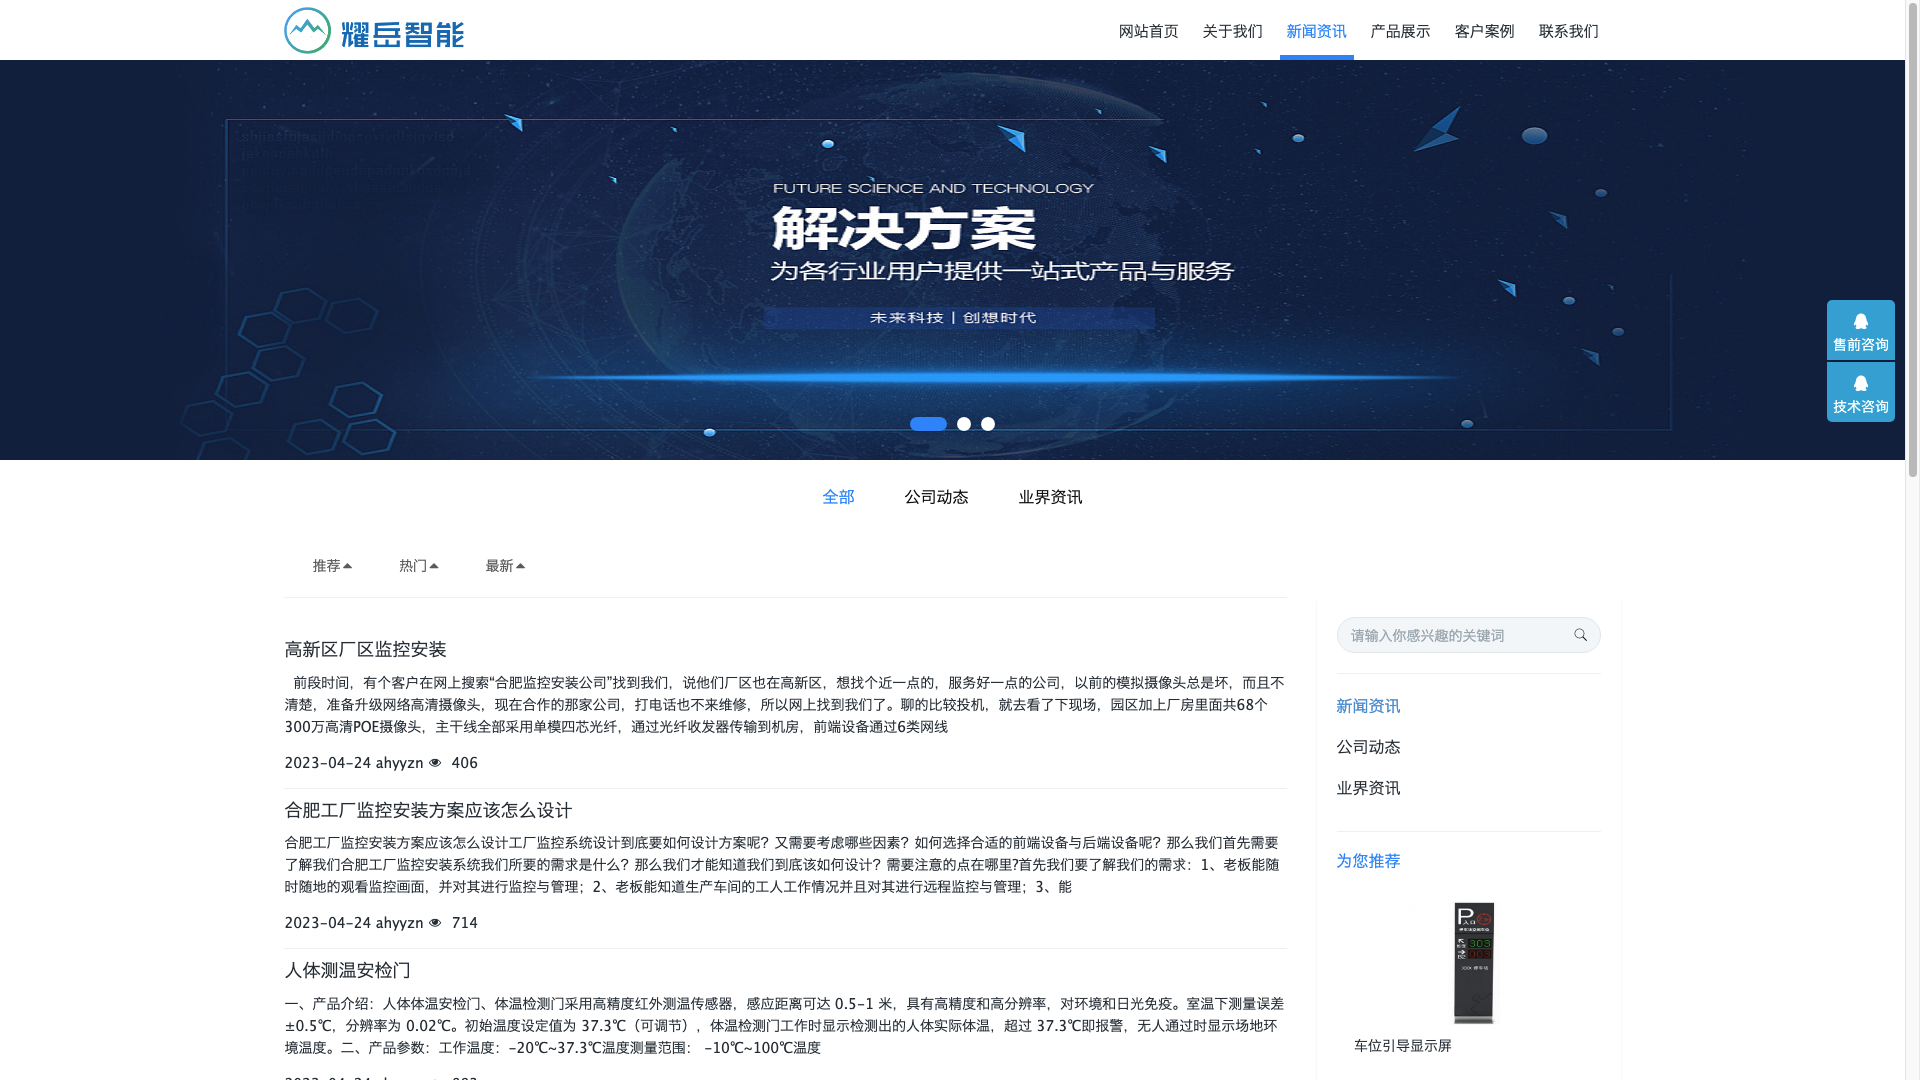 耀岳智能
网站首页 关于我们 新闻资讯 产品展示 客户案例 联系我们
FUTURE SCIENCE AND TECHNOLOGY
解决方案
为各行业用户提供一站式产品与服务
未来科技丨创想时代
售前咨询
技术咨询
全部 公司动态 业界资讯
推荐 热门 最新
高新区厂区监控安装
前段时间，有个客户在网上搜索“合肥监控安装公司”找到我们，说他们厂区也在高新区，想找个近一点的，服务好一点的公司，以前的模拟摄像头总是坏，而且不
清楚，准备升级网络高清摄像头，现在合作的那家公司，打电话也不来维修，所以网上找到我们了。聊的比较投机，就去看了下现场，园区加上厂房里面共68个
300万高清POE摄像头，主干线全部采用单模四芯光纤，通过光纤收发器传输到机房，前端设备通过6类网线
2023-04-24 ahyyzn 406
合肥工厂监控安装方案应该怎么设计
合肥工厂监控安装方案应该怎么设计工厂监控系统设计到底要如何设计方案呢？又需要考虑哪些因素？如何选择合适的前端设备与后端设备呢？那么我们首先需要
了解我们合肥工厂监控安装系统我们所要的需求是什么？那么我们才能知道我们到底该如何设计？需要注意的点在哪里?首先我们要了解我们的需求：1、老板能随
时随地的观看监控画面，并对其进行监控与管理；2、老板能知道生产车间的工人工作情况并且对其进行远程监控与管理；3、能
2023-04-24 ahyyzn 714
人体测温安检门
一、产品介绍：人体体温安检门、体温检测门采用高精度红外测温传感器，感应距离可达 0.5-1 米，具有高精度和高分辨率，对环境和日光免疫。室温下测量误差
±0.5℃，分辨率为 0.02℃。初始温度设定值为 37.3℃（可调节），体温检测门工作时显示检测出的人体实际体温，超过 37.3℃即报警，无人通过时显示场地环
境温度。二、产品参数：工作温度：-20℃~37.3℃温度测量范围： -10℃~100℃温度
请输入你感兴趣的关键词
新闻资讯
公司动态
业界资讯
为您推荐
P
入口
303
车位引导显示屏